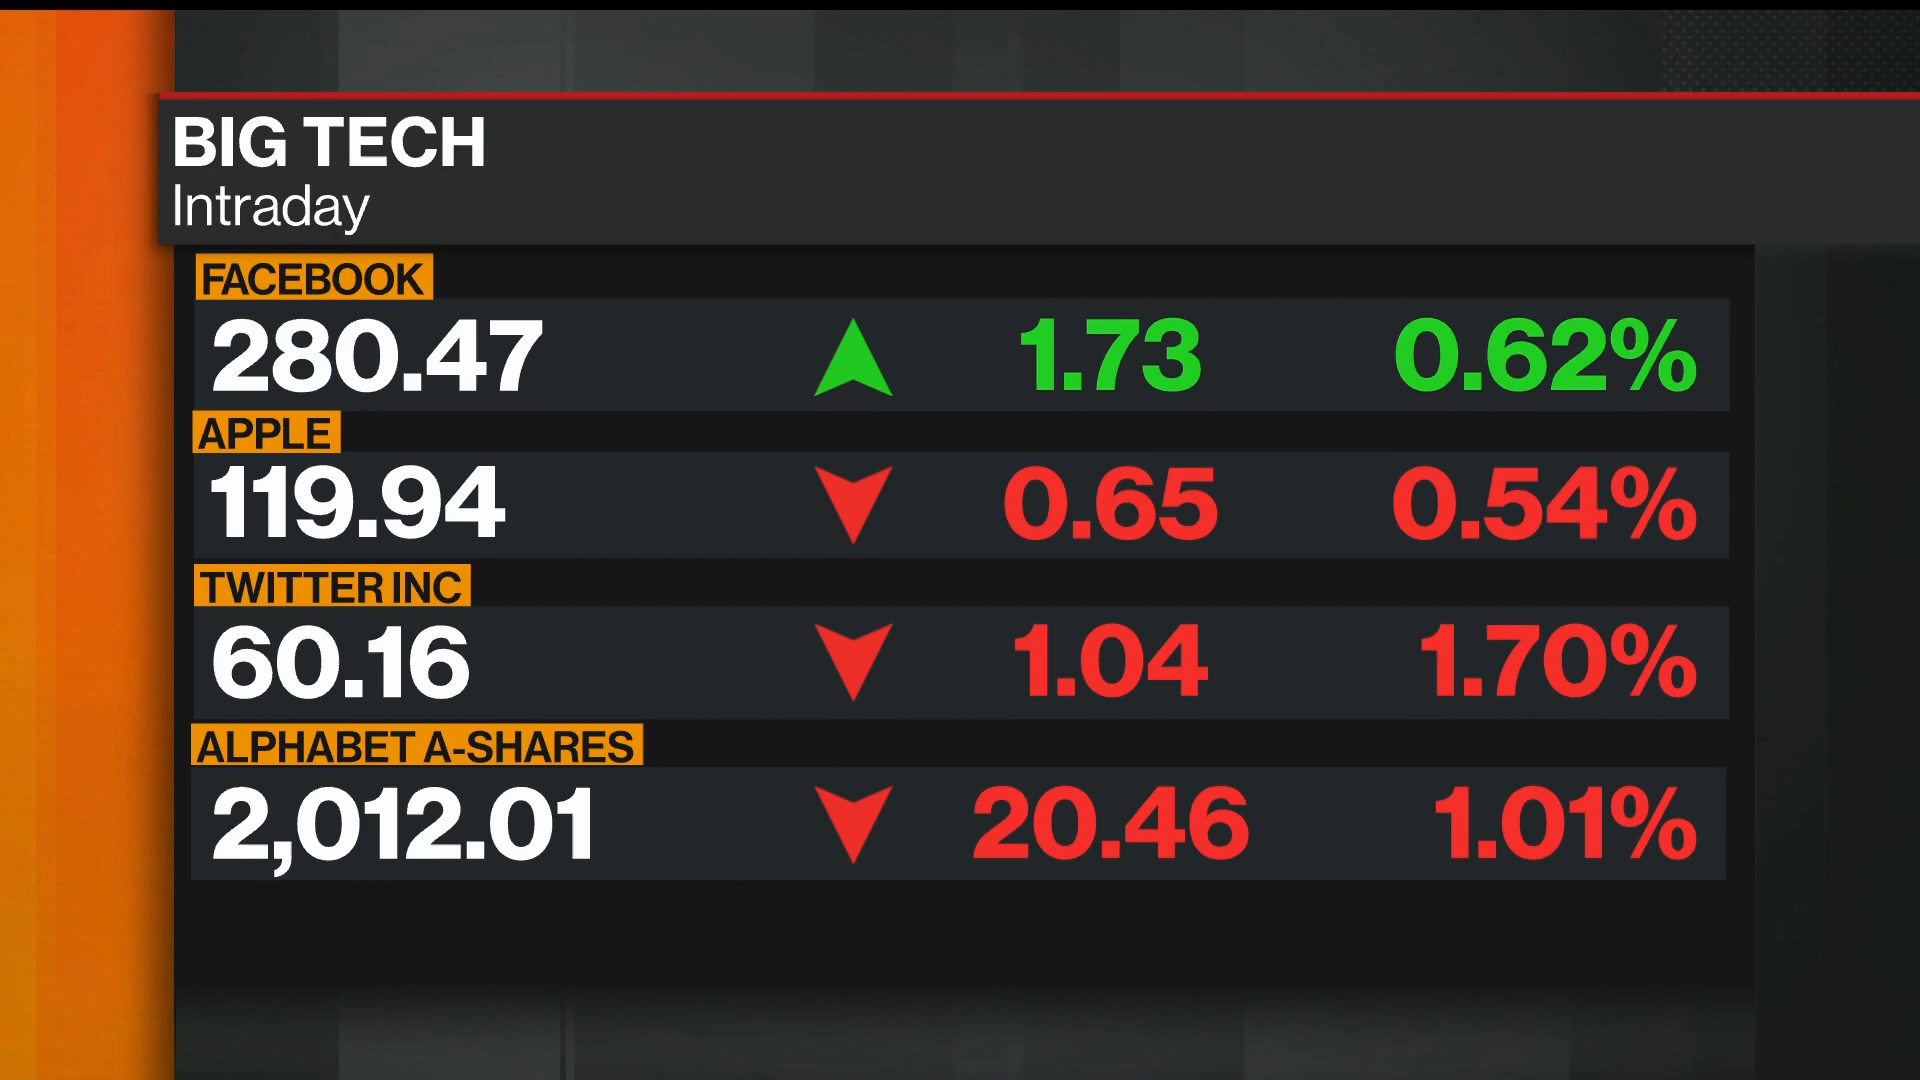 BIG TECH
Intraday
FACEBOOK
280.47 ▲ 1.73 0.62%
APPLE
119.94 ▼ 0.65 0.54%
TWITTER INC
60.16 ▼ 1.04 1.70%
ALPHABET A-SHARES
2,012.01 ▼ 20.46 1.01%